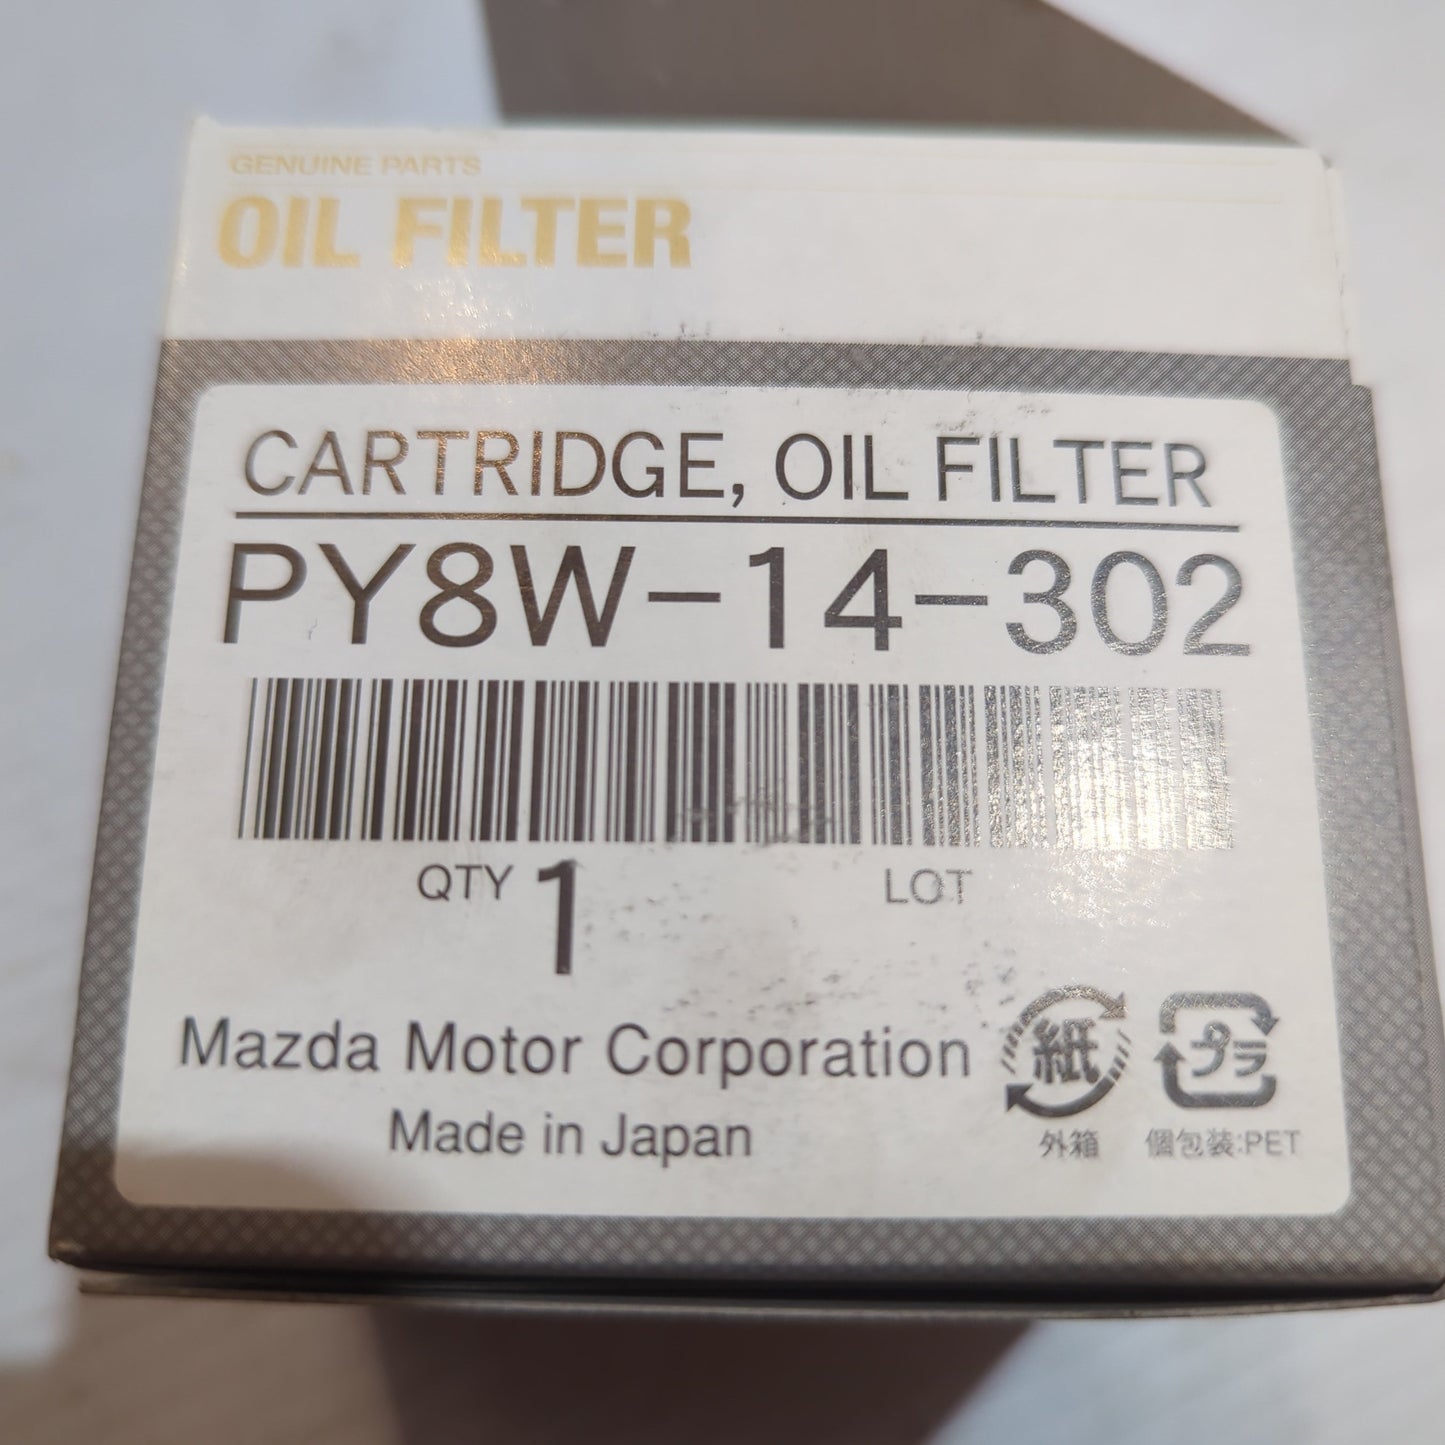 GENUINE PARTS
OIL FILTER
CARTRIDGE, OIL FILTER
PY8W-14-302
QTY 1 LOT
Mazda Motor Corporation
Made in Japan
紙 プラ
外箱 個包装:PET